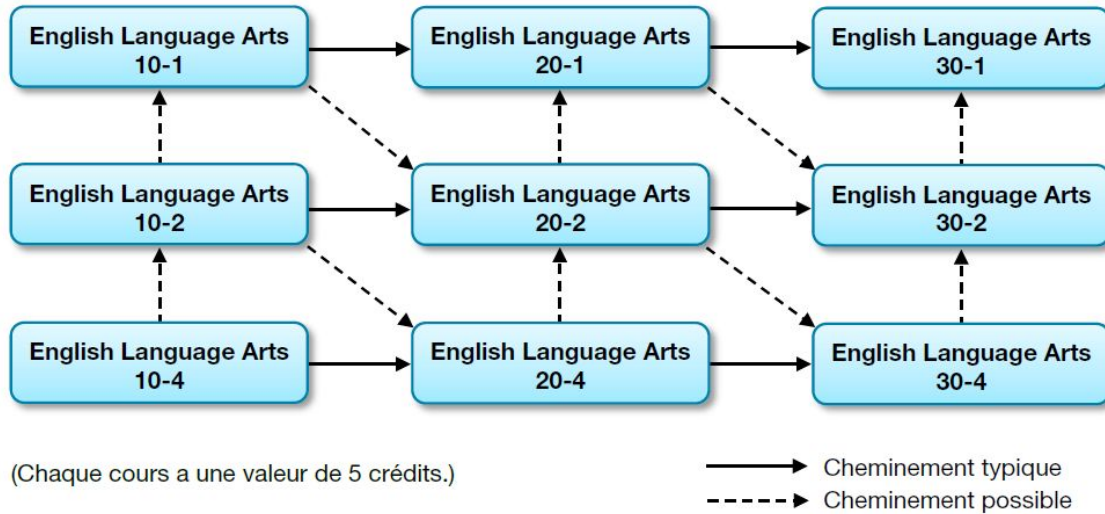 English Language Arts
10-1
English Language Arts
20-1
English Language Arts
30-1
English Language Arts
10-2
English Language Arts
20-2
English Language Arts
30-2
English Language Arts
10-4
English Language Arts
20-4
English Language Arts
30-4
(Chaque cours a une valeur de 5 crédits.)
Cheminement typique
Cheminement possible